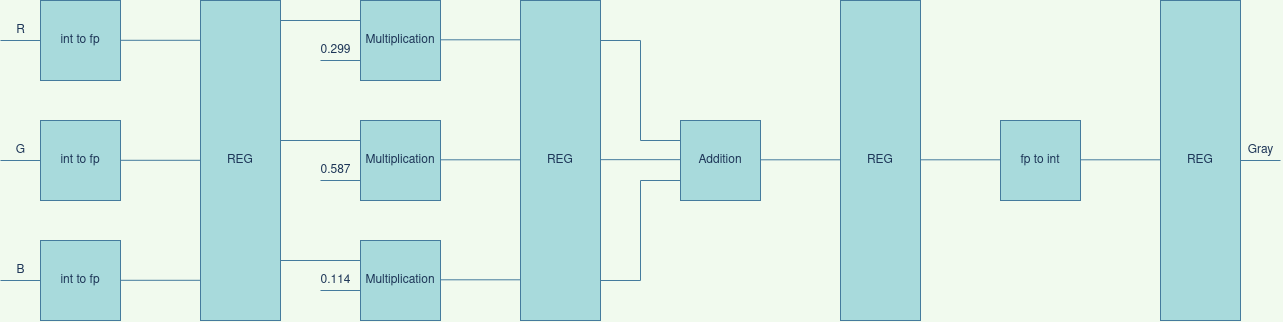 R
int to fp
Multiplication
0.299
G
int to fp
REG
Multiplication
0.587
REG
Addition
REG
fp to int
REG
Gray
B
int to fp
Multiplication
0.114